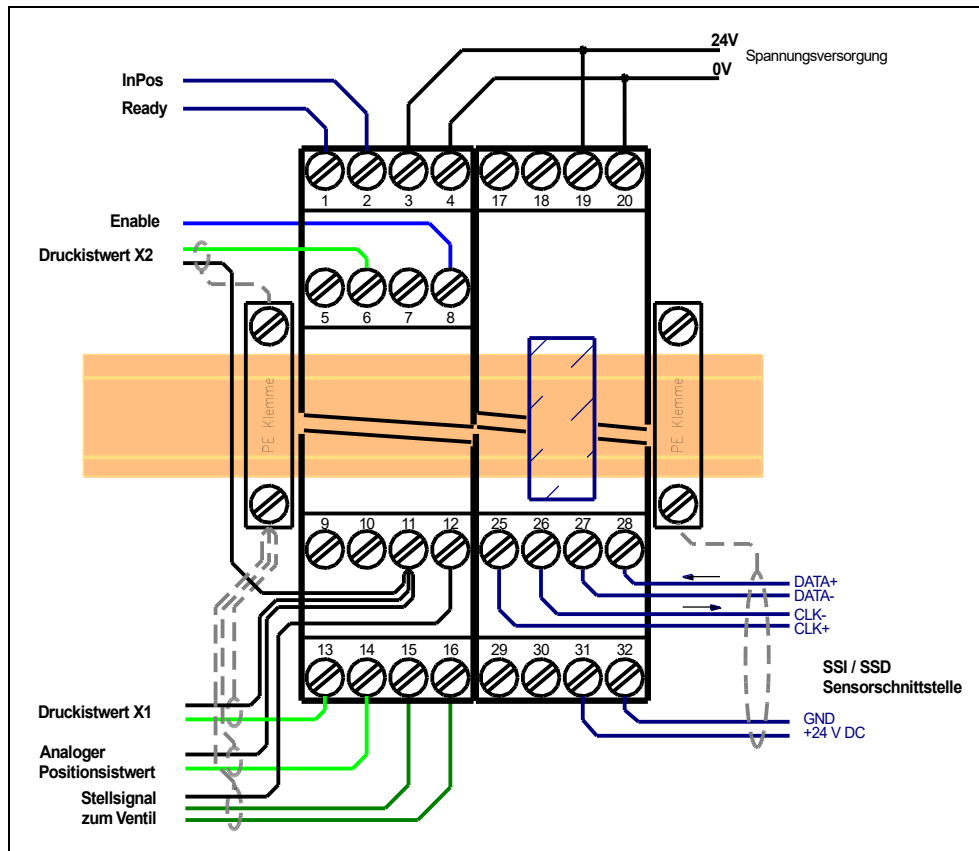 24V
Spannungsversorgung
0V
InPos
Ready
1 2 3 4 17 18 19 20
Enable
Druckistwert X2
5 6 7 8
PE Klemme
PE Klemme
9 10 11 12 25 26 27 28
DATA+
DATA-
CLK-
CLK+
13 14 15 16 29 30 31 32
SSI / SSD
Sensorschnittstelle
Druckistwert X1
GND
+24 V DC
Analoger
Positionsistwert
Stellsignal
zum Ventil